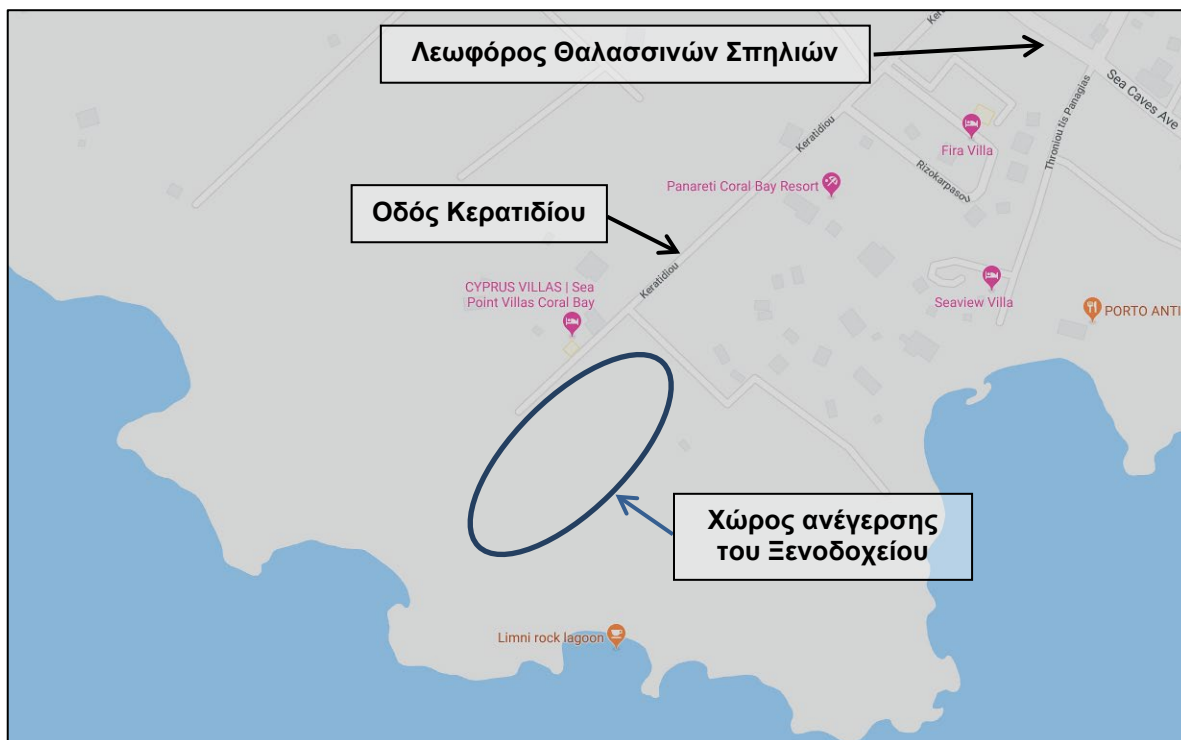 Λεωφόρος Θαλασσινών Σπηλιών
Sea Caves Ave
Throniou tis Panagias
Keratidiou
Fira Villa
Rizokarpasou
Panareti Coral Bay Resort
Οδός Κερατιδίου
Keratidiou
CYPRUS VILLAS | Sea
Point Villas Coral Bay
Seaview Villa
PORTO ANTI
Χώρος ανέγερσης
του Ξενοδοχείου
Limni rock lagoon